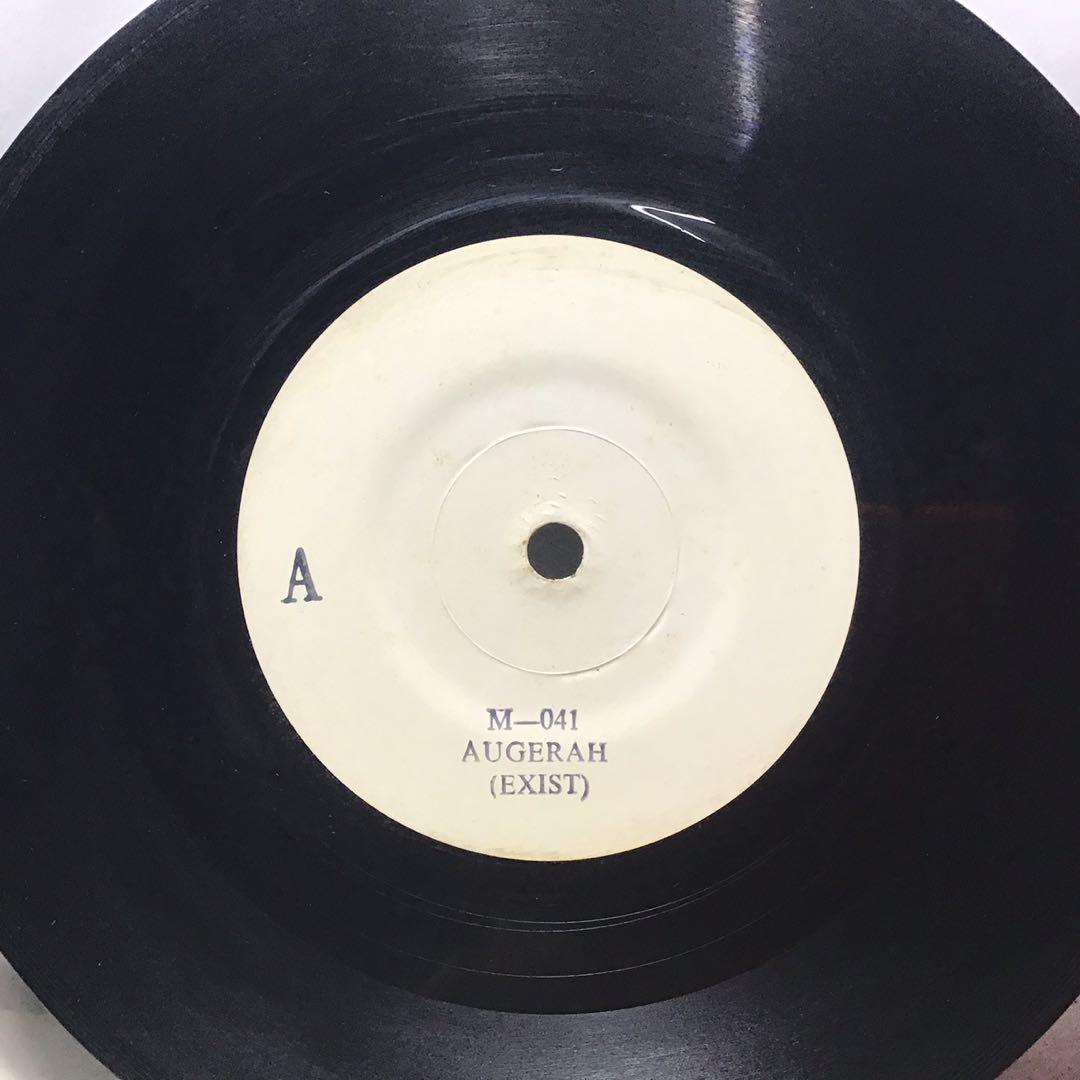 A
M—041
AUGERAH
(EXIST)